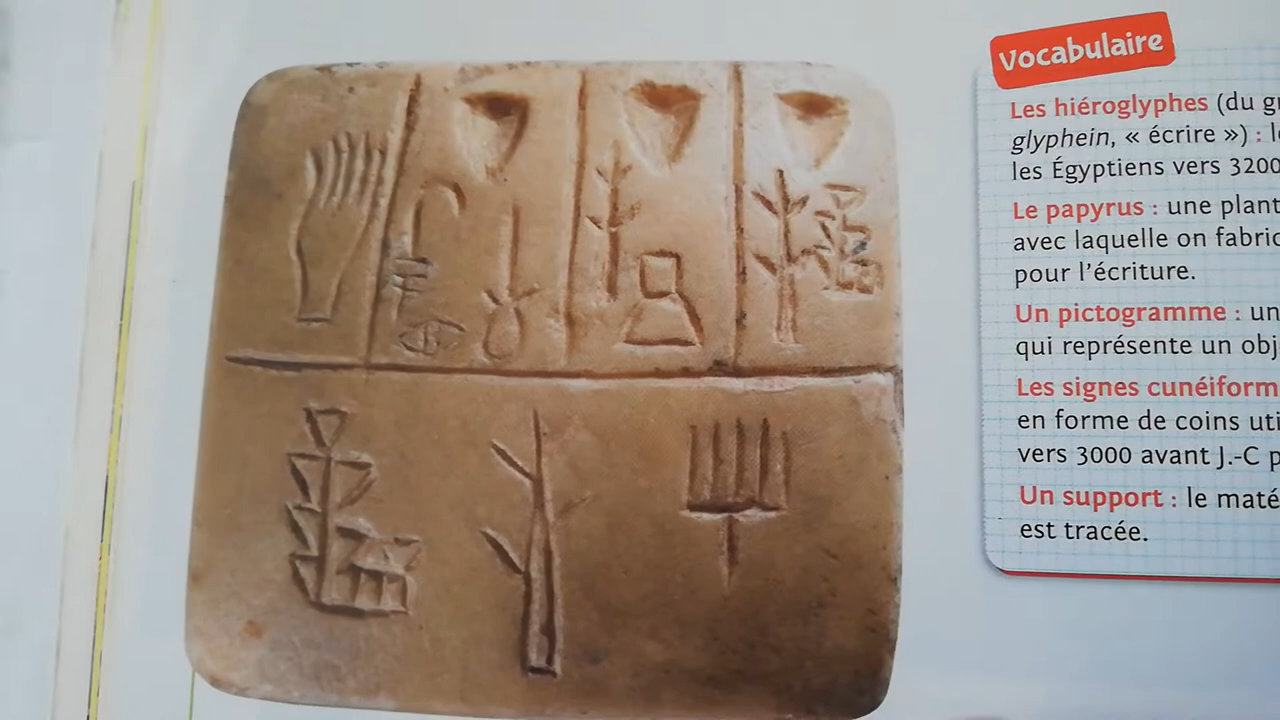 Vocabulaire
Les hiéroglyphes (du
glyphein, « écrire ») :
les Égyptiens vers 3200
Le papyrus : une
avec laquelle on
pour l'écriture.
Un pictogramme :
qui représente un
Les signes
en forme de coins
vers 3000 avant J.-C
Un support : le
est tracée.